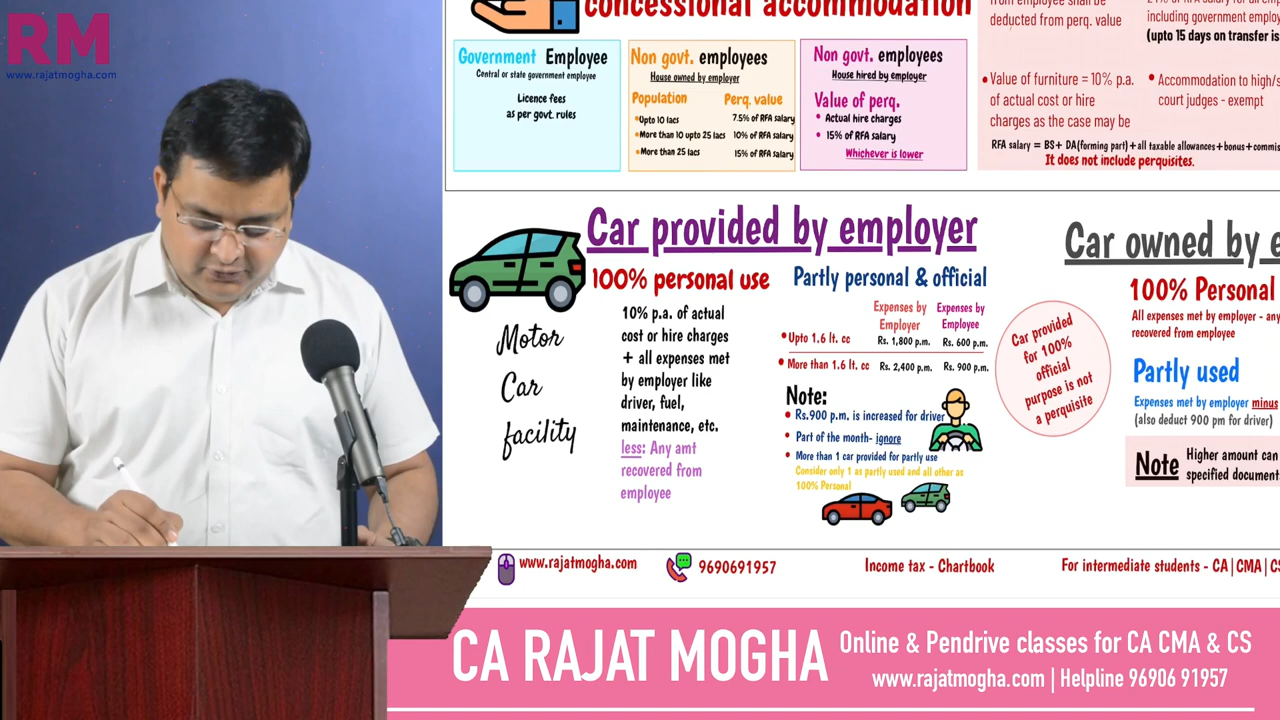 RM
www.rajatmogha.com
concessional accommodation
Government Employee
Central or state government employee
Licence fees
as per govt. rules
Non govt. employees
House owned by employer
Population Perq. value
•Upto 10 lacs 7.5% of RFA salary
•More than 10 upto 25 lacs 10% of RFA salary
•More than 25 lacs 15% of RFA salary
Non govt. employees
House hired by employer
Value of perq.
• Actual hire charges
• 15% of RFA salary
Whichever is lower
from employee shall be
deducted from perq. value
• Value of furniture = 10% p.a.
of actual cost or hire
charges as the case may be
including government emplo
(upto 15 days on transfer is
• Accommodation to high/s
court judges - exempt
RFA salary = BS+ DA(forming part)+all taxable allowances+bonus+commis
It does not include perquisites.
Car provided by employer
Motor
Car
facility
100% personal use
10% p.a. of actual
cost or hire charges
+ all expenses met
by employer like
driver, fuel,
maintenance, etc.
less: Any amt
recovered from
employee
Partly personal & official
Expenses by Employer Expenses by Employee
• Upto 1.6 lt. cc Rs. 1,800 p.m. Rs. 600 p.m.
• More than 1.6 lt. cc Rs. 2,400 p.m. Rs. 900 p.m.
Note:
• Rs.900 p.m. is increased for driver
• Part of the month- ignore
• More than 1 car provided for partly use
Consider only 1 as partly used and all other as
100% Personal
Car provided
for 100%
official
purpose is not
a perquisite
Car owned by e
100% Personal
All expenses met by employer - any
recovered from employee
Partly used
Expenses met by employer minus
(also deduct 900 pm for driver)
Note Higher amount can
specified document
www.rajatmogha.com 9690691957 Income tax - Chartbook For intermediate students - CA | CMA | CS
CA RAJAT MOGHA
Online & Pendrive classes for CA CMA & CS
www.rajatmogha.com | Helpline 96906 91957